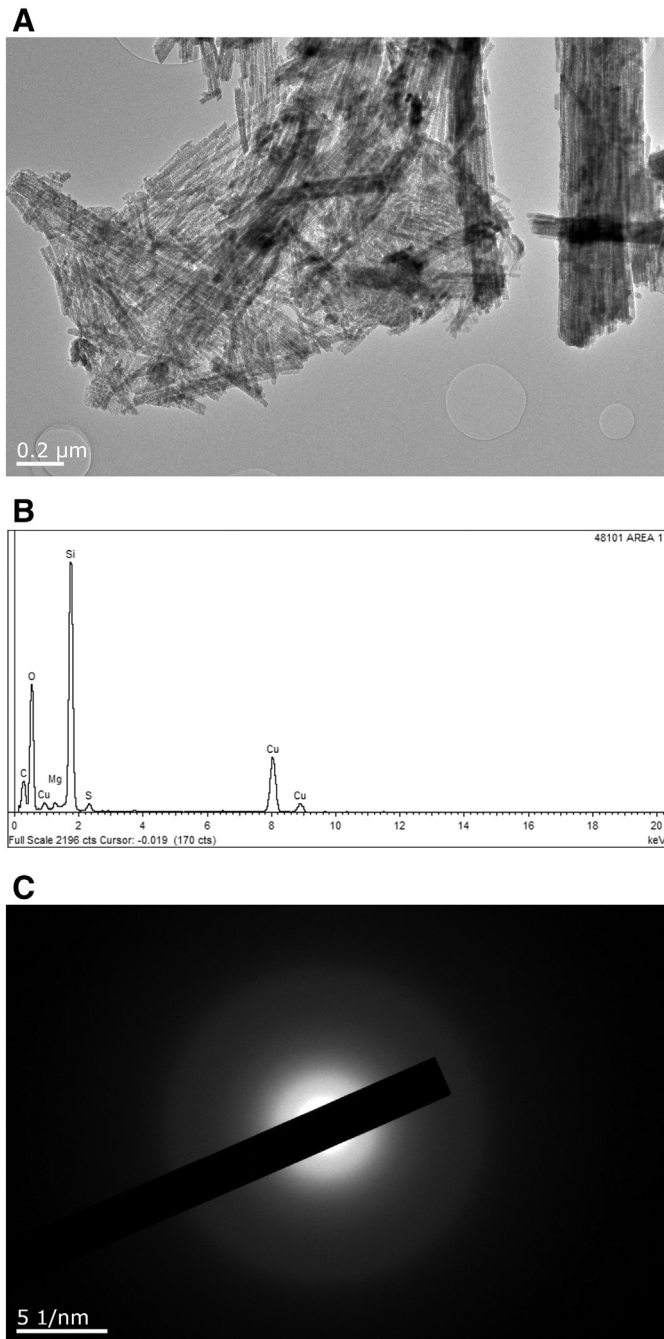 A
0.2 µm
B
48101 AREA 1
Si
O
C
Cu
Mg
S
Cu
Cu
0 2 4 6 8 10 12 14 16 18 20
Full Scale 2196 cts Cursor: -0.019 (170 cts) keV
C
5 1/nm